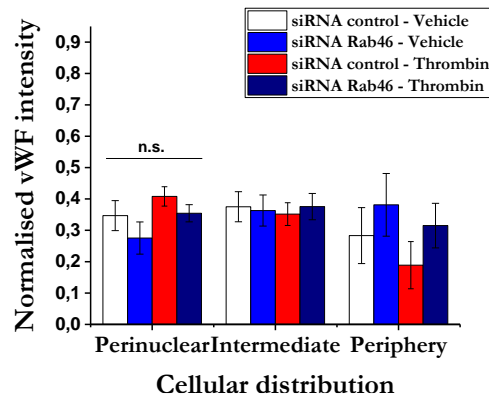 siRNA control - Vehicle
siRNA Rab46 - Vehicle
siRNA control - Thrombin
siRNA Rab46 - Thrombin
Normalised vWF intensity
0,9
0,8
0,7
0,6
0,5
0,4
0,3
0,2
0,1
0,0
n.s.
Perinuclear Intermediate Periphery
Cellular distribution